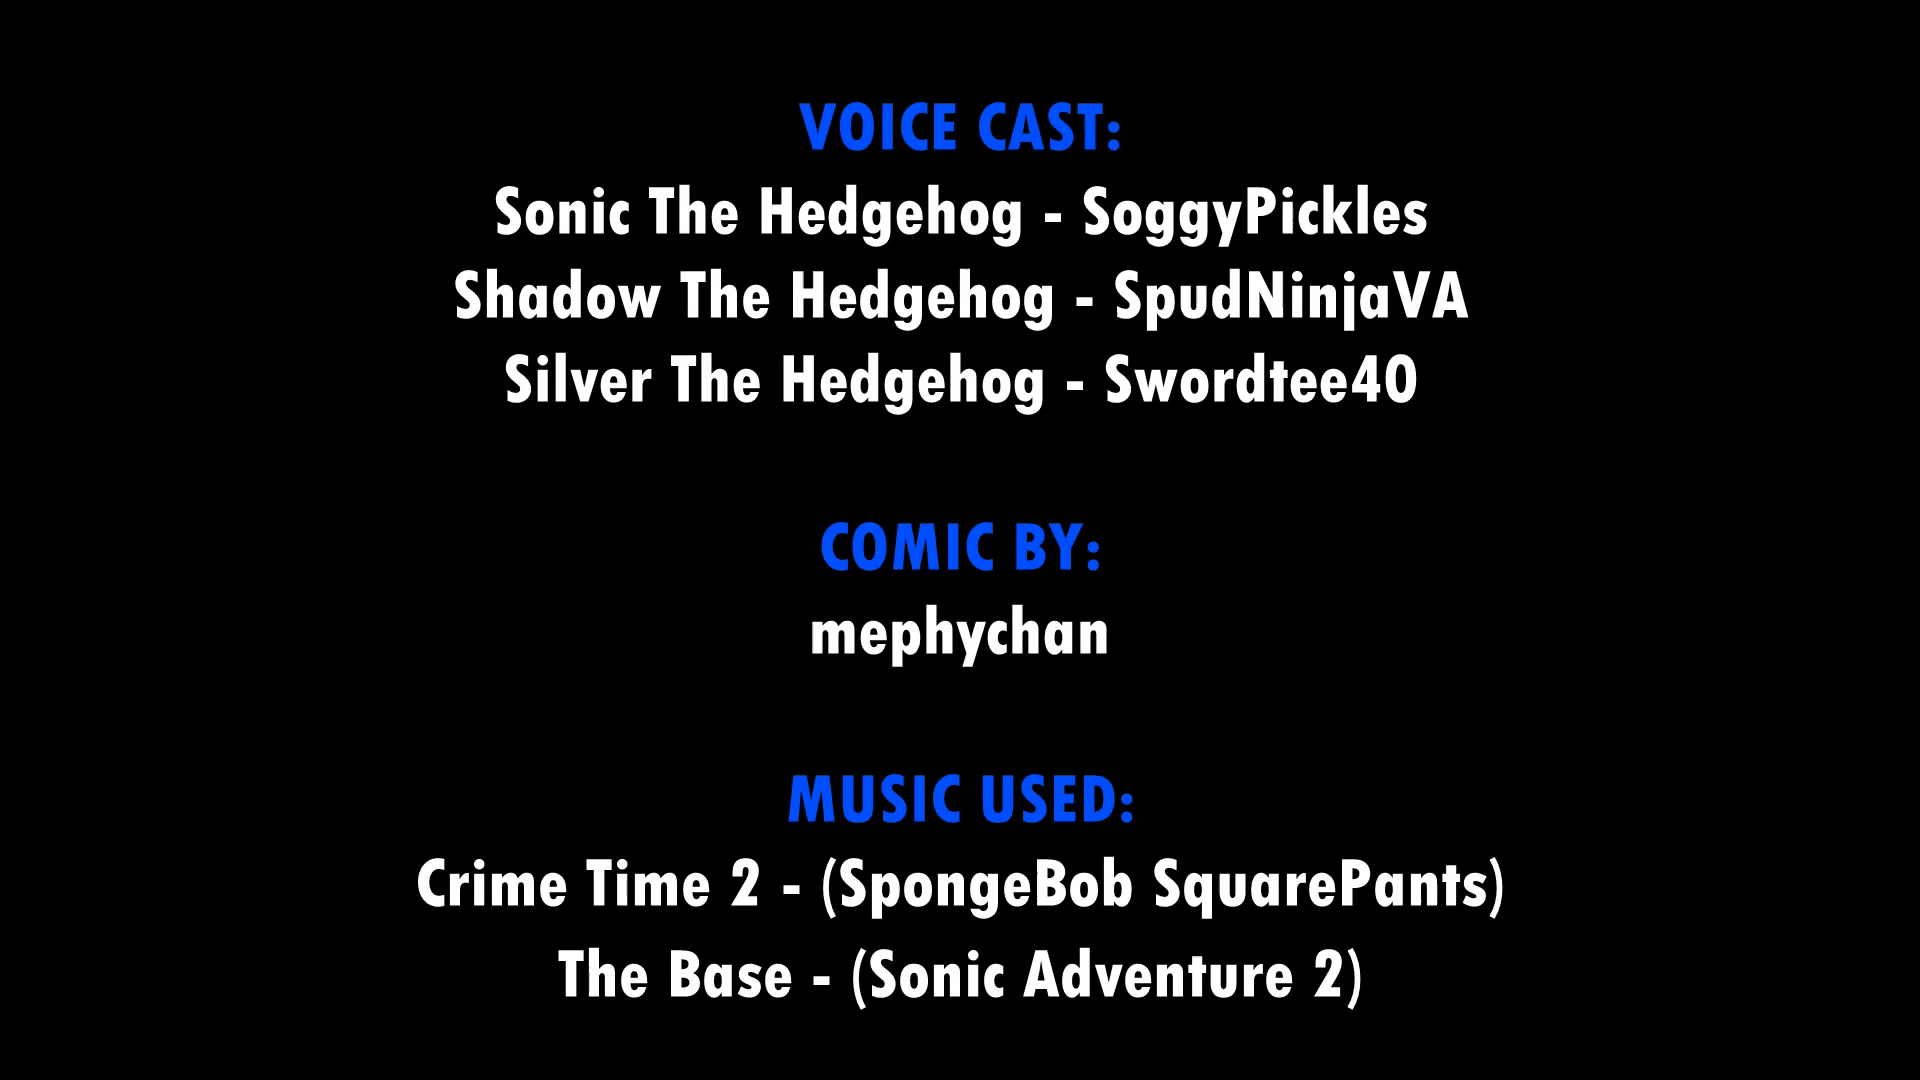 VOICE CAST:
Sonic The Hedgehog - SoggyPickles
Shadow The Hedgehog - SpudNinjaVA
Silver The Hedgehog - Swordtee40
COMIC BY:
mephychan
MUSIC USED:
Crime Time 2 - (SpongeBob SquarePants)
The Base - (Sonic Adventure 2)